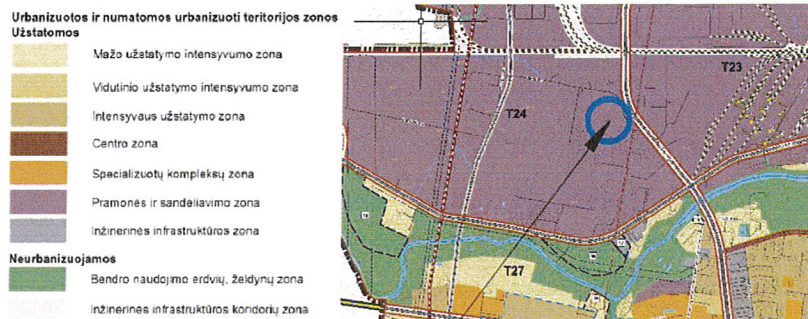 Urbanizuotos ir numatomos urbanizuoti teritorijos zonos
Užstatomos
Mažo užstatymo intensyvumo zona
Vidutinio užstatymo intensyvumo zona
Intensyvaus užstatymo zona
Centro zona
Specializuotų kompleksų zona
Pramonės ir sandėliavimo zona
Inžinerinės infrastruktūros zona
Neurbanizuojamos
Bendro naudojimo erdvių, želdynų zona
Inžinerinės infrastruktūros koridorių zona
T23
T24
T27